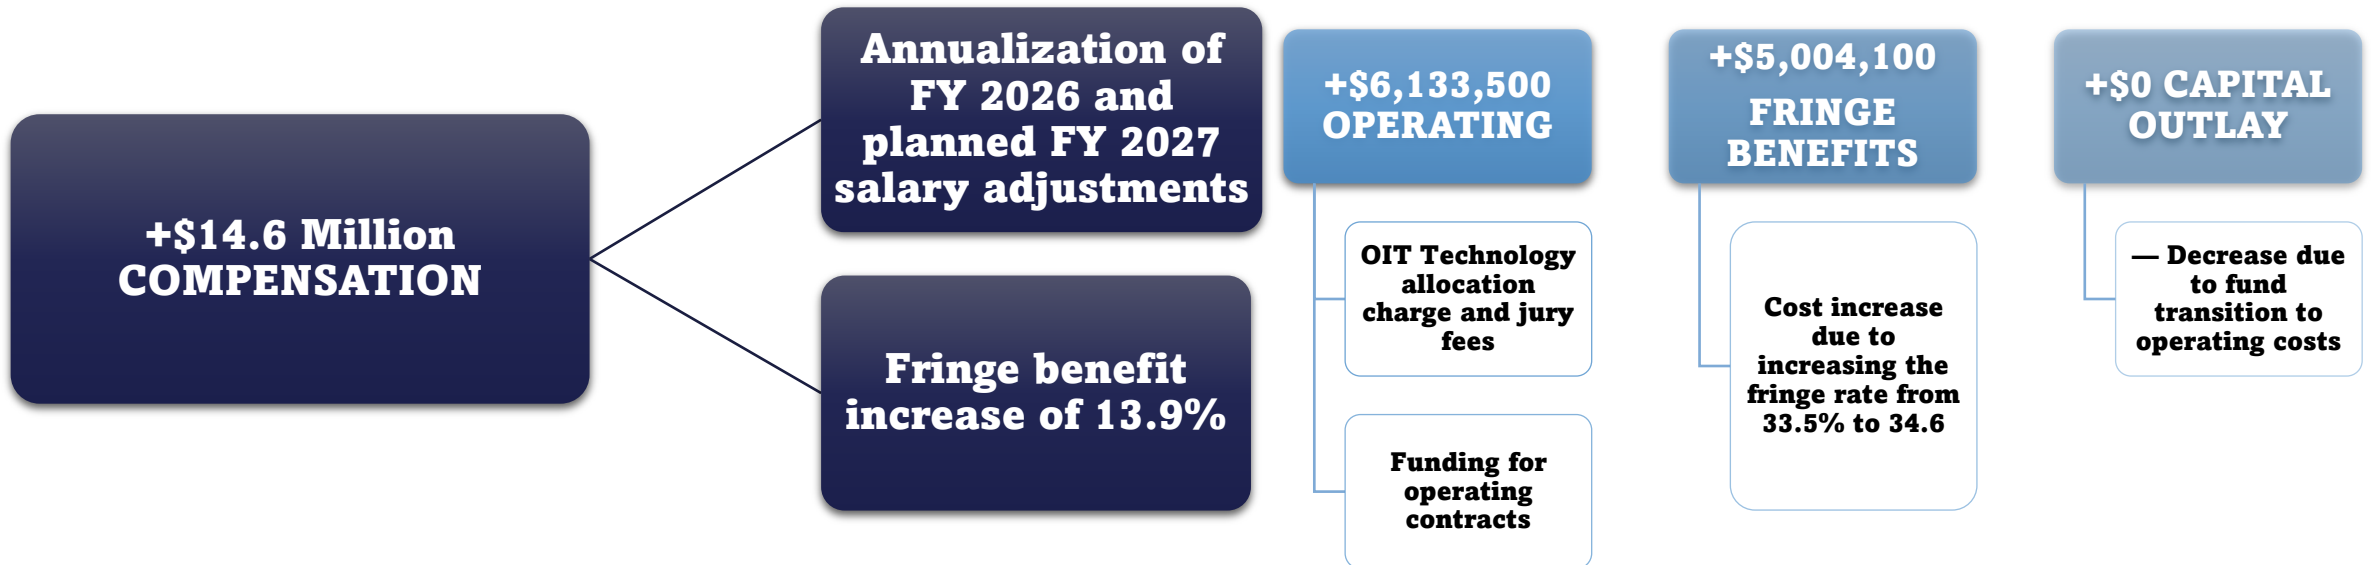 +$14.6 Million
COMPENSATION
Annualization of
FY 2026 and
planned FY 2027
salary adjustments
Fringe benefit
increase of 13.9%
+$6,133,500
OPERATING
OIT Technology
allocation
charge and jury
fees
Funding for
operating
contracts
+$5,004,100
FRINGE
BENEFITS
Cost increase
due to
increasing the
fringe rate from
33.5% to 34.6
+$0 CAPITAL
OUTLAY
— Decrease due
to fund
transition to
operating costs